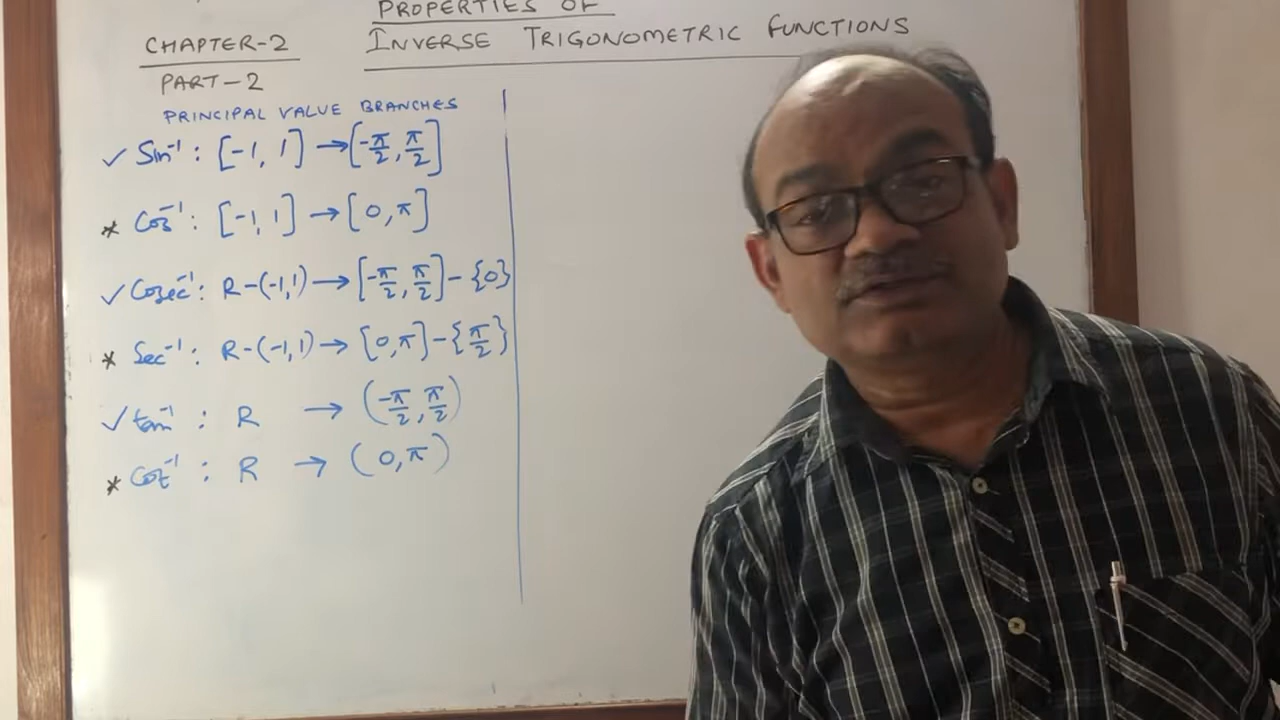 PROPERTIES OF
INVERSE TRIGONOMETRIC FUNCTIONS
CHAPTER-2
PART-2
PRINCIPAL VALUE BRANCHES
✓ Sin⁻¹ : [-1, 1] → [-π/2, π/2]
* Cos⁻¹ : [-1, 1] → [0, π]
✓ Cosec⁻¹ : R-(-1,1) → [-π/2, π/2] - {0}
* Sec⁻¹ : R-(-1,1) → [0,π] - {π/2}
✓ tan⁻¹ : R → (-π/2, π/2)
* Cot⁻¹ : R → (0,π)